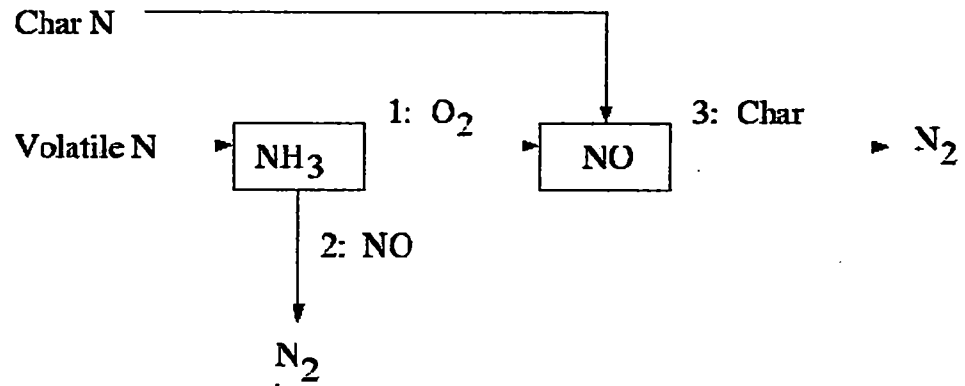 Char N
1: O2
3: Char
Volatile N
NH3
NO
N2
2: NO
N2